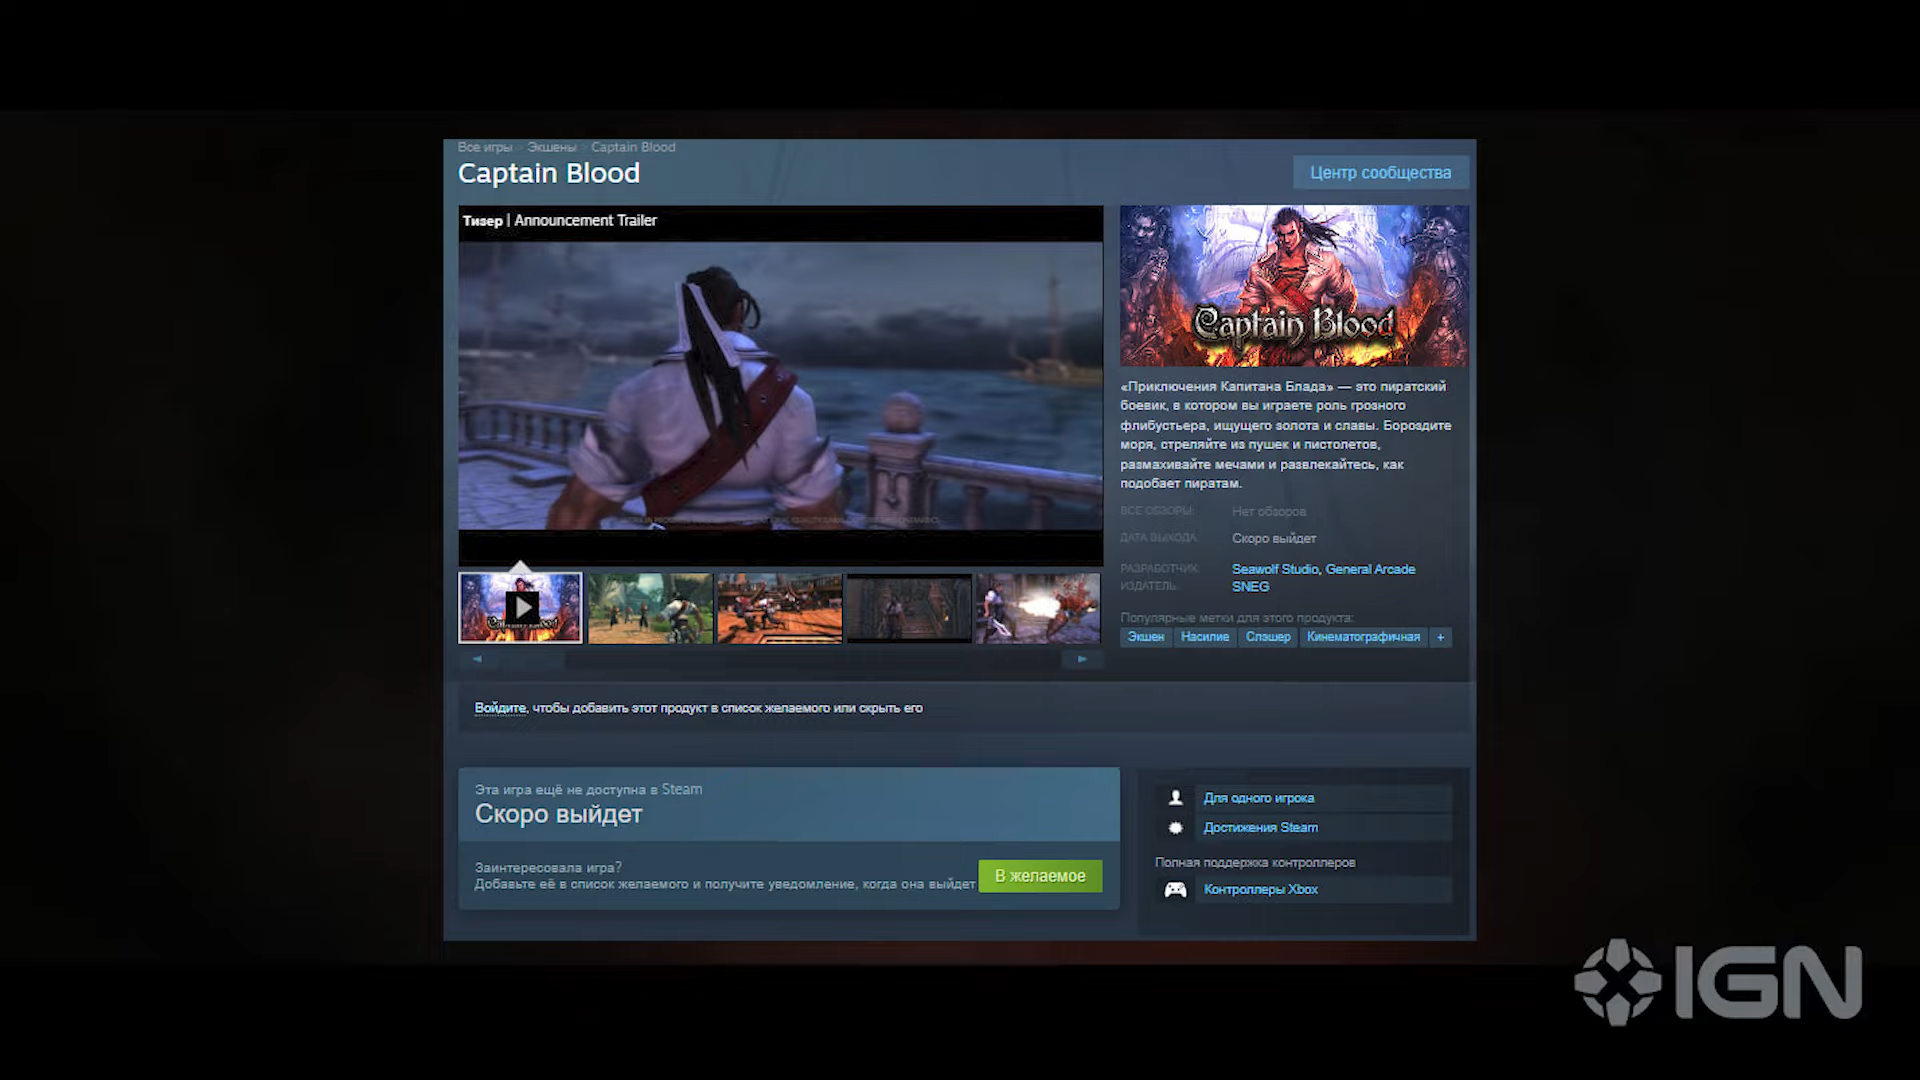 Все игры > Экшены > Captain Blood
Captain Blood
Центр сообщества
Тизер | Announcement Trailer
Captain Blood
«Приключения Капитана Блада» — это пиратский
боевик, в котором вы играете роль грозного
флибустьера, ищущего золота и славы. Бороздите
моря, стреляйте из пушек и пистолетов,
размахивайте мечами и развлекайтесь, как
подобает пиратам.
ВСЕ ОБЗОРЫ: Нет обзоров
ДАТА ВЫХОДА: Скоро выйдет
РАЗРАБОТЧИК: Seawolf Studio, General Arcade
ИЗДАТЕЛЬ: SNEG
Популярные метки для этого продукта:
Экшен Насилие Слэшер Кинематографичная +
Captain Blood
Войдите, чтобы добавить этот продукт в список желаемого или скрыть его
Эта игра ещё не доступна в Steam
Скоро выйдет
Заинтересовала игра?
Добавьте её в список желаемого и получите уведомление, когда она выйдет
В желаемое
Для одного игрока
Достижения Steam
Полная поддержка контроллеров
Контроллеры Xbox
IGN